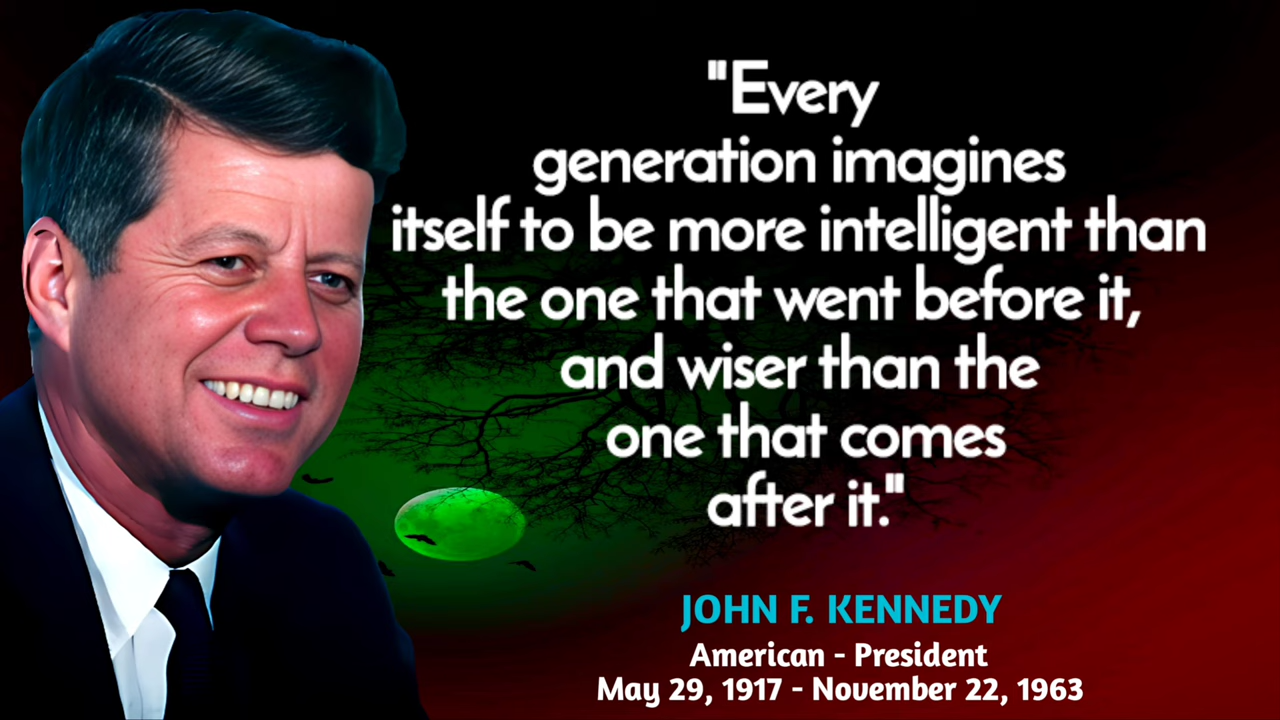 "Every
generation imagines
itself to be more intelligent than
the one that went before it,
and wiser than the
one that comes
after it."
JOHN F. KENNEDY
American - President
May 29, 1917 - November 22, 1963